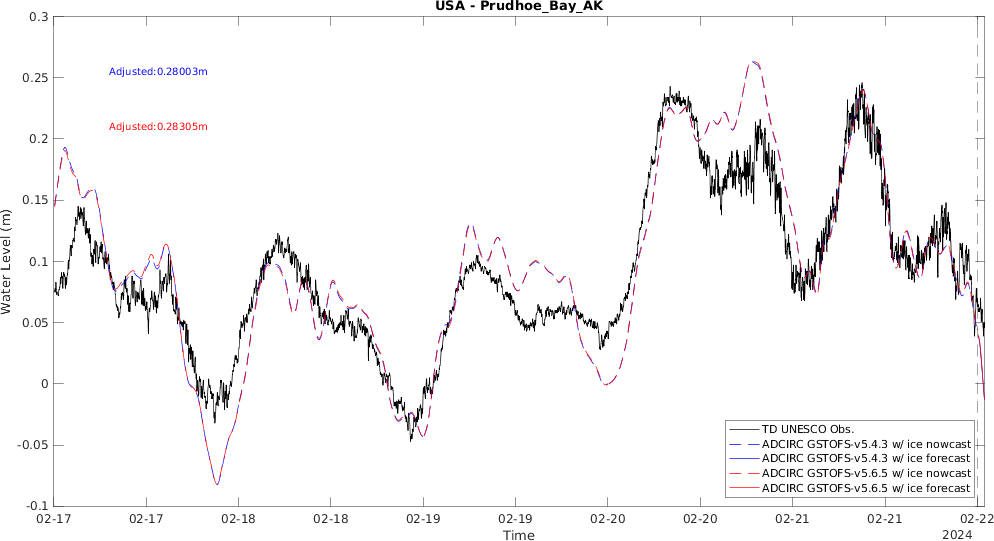 USA - Prudhoe_Bay_AK
0.3
0.25
0.2
0.15
0.1
0.05
0
-0.05
-0.1
Water Level (m)
Adjusted:0.28003m
Adjusted:0.28305m
TD UNESCO Obs.
ADCIRC GSTOFS-v5.4.3 w/ ice nowcast
ADCIRC GSTOFS-v5.4.3 w/ ice forecast
ADCIRC GSTOFS-v5.6.5 w/ ice nowcast
ADCIRC GSTOFS-v5.6.5 w/ ice forecast
02-17 02-17 02-18 02-18 02-19 02-19 02-20 02-20 02-21 02-21 02-22
Time
2024